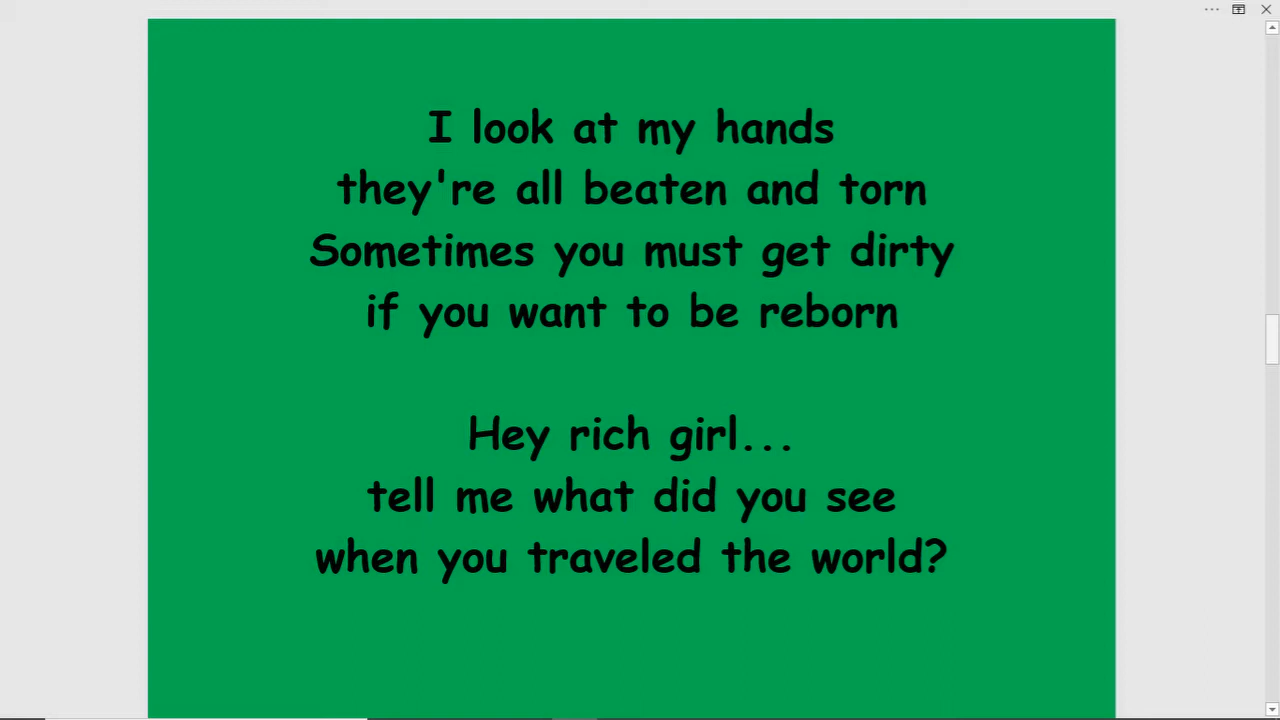 I look at my hands
they're all beaten and torn
Sometimes you must get dirty
if you want to be reborn
Hey rich girl...
tell me what did you see
when you traveled the world?